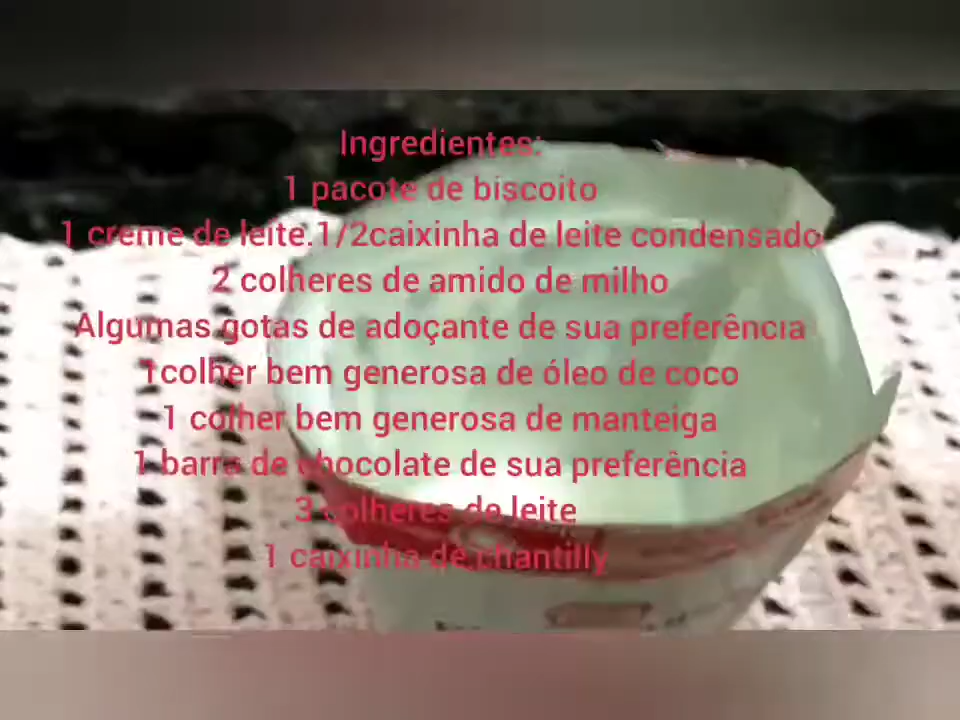 Ingredientes:
1 pacote de biscoito
1 creme de leite.1/2caixinha de leite condensado
2 colheres de amido de milho
Algumas gotas de adoçante de sua preferência
1colher bem generosa de óleo de coco
1 colher bem generosa de manteiga
1 barra de chocolate de sua preferência
3 colheres de leite
1 caixinha de chantilly